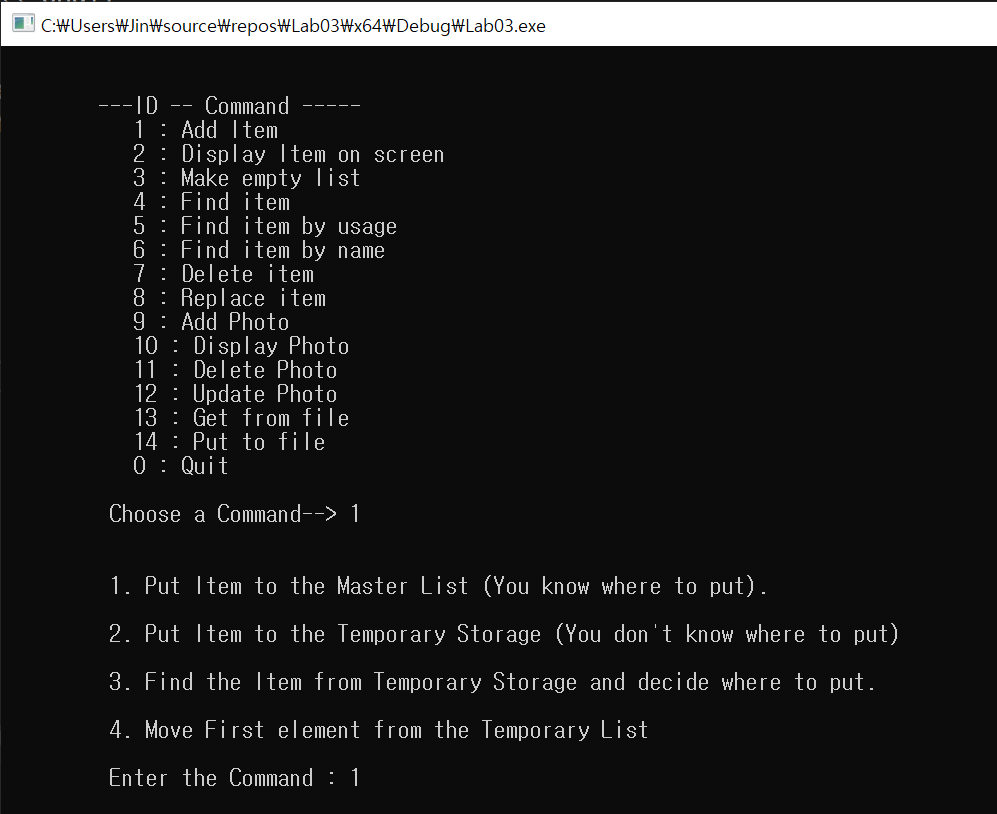 C:₩Users₩Jin₩source₩repos₩Lab03₩x64₩Debug₩Lab03.exe
---ID -- Command -----
1 : Add Item
2 : Display Item on screen
3 : Make empty list
4 : Find item
5 : Find item by usage
6 : Find item by name
7 : Delete item
8 : Replace item
9 : Add Photo
10 : Display Photo
11 : Delete Photo
12 : Update Photo
13 : Get from file
14 : Put to file
0 : Quit
Choose a Command--> 1
1. Put Item to the Master List (You know where to put).
2. Put Item to the Temporary Storage (You don't know where to put)
3. Find the Item from Temporary Storage and decide where to put.
4. Move First element from the Temporary List
Enter the Command : 1